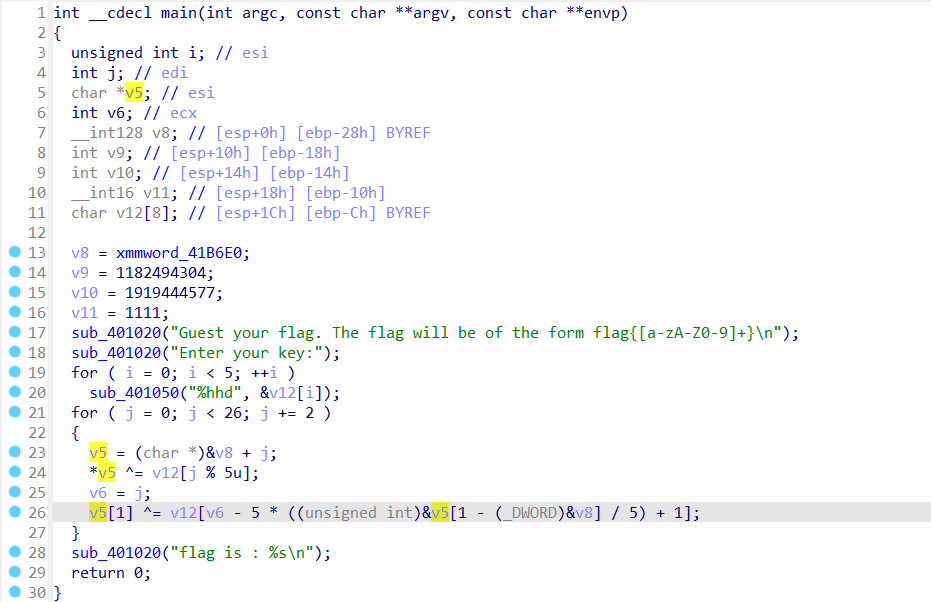 1 int __cdecl main(int argc, const char **argv, const char **envp)
2 {
3   unsigned int i; // esi
4   int j; // edi
5   char *v5; // esi
6   int v6; // ecx
7   __int128 v8; // [esp+0h] [ebp-28h] BYREF
8   int v9; // [esp+10h] [ebp-18h]
9   int v10; // [esp+14h] [ebp-14h]
10   __int16 v11; // [esp+18h] [ebp-10h]
11   char v12[8]; // [esp+1Ch] [ebp-Ch] BYREF
12
13   v8 = xmmword_41B6E0;
14   v9 = 1182494304;
15   v10 = 1919444577;
16   v11 = 1111;
17   sub_401020("Guest your flag. The flag will be of the form flag{[a-zA-Z0-9]+}\n");
18   sub_401020("Enter your key:");
19   for ( i = 0; i < 5; ++i )
20     sub_401050("%hhd", &v12[i]);
21   for ( j = 0; j < 26; j += 2 )
22   {
23     v5 = (char *)&v8 + j;
24     *v5 ^= v12[j % 5u];
25     v6 = j;
26     v5[1] ^= v12[v6 - 5 * ((unsigned int)&v5[1 - (_DWORD)&v8] / 5) + 1];
27   }
28   sub_401020("flag is : %s\n");
29   return 0;
30 }